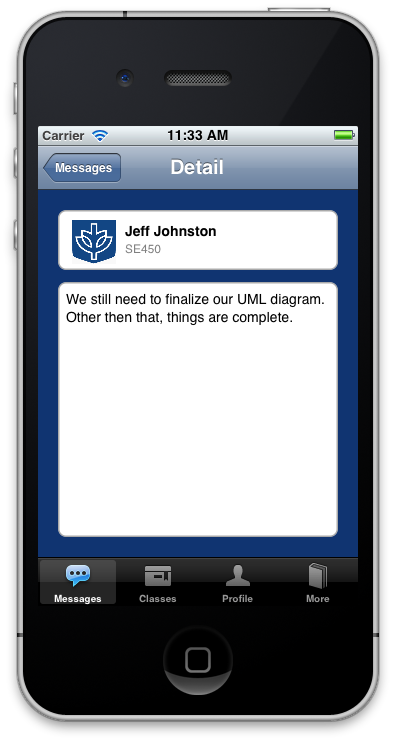 Carrier 11:33 AM
Messages Detail
Jeff Johnston
SE450
We still need to finalize our UML diagram.
Other then that, things are complete.
Messages Classes Profile More